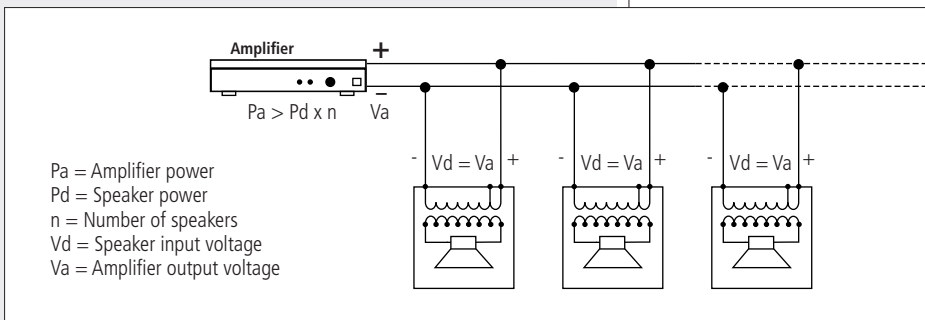 Amplifier
+
−
Pa > Pd x n
Va
- Vd = Va +
- Vd = Va +
- Vd = Va +
Pa = Amplifier power
Pd = Speaker power
n = Number of speakers
Vd = Speaker input voltage
Va = Amplifier output voltage